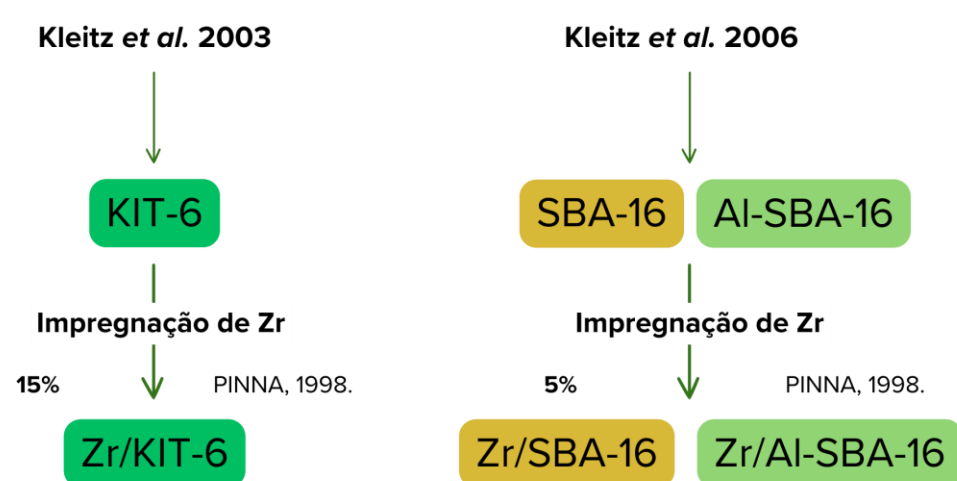 Kleitz et al. 2003
KIT-6
Impregnação de Zr
15% PINNA, 1998.
Zr/KIT-6
Kleitz et al. 2006
SBA-16 Al-SBA-16
Impregnação de Zr
5% PINNA, 1998.
Zr/SBA-16 Zr/Al-SBA-16